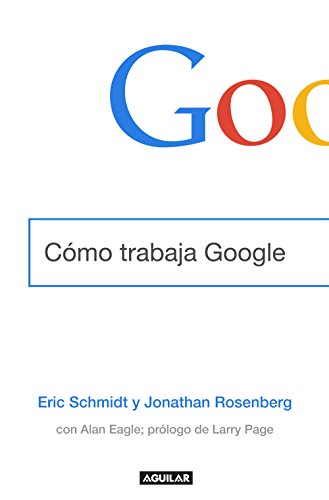 Goo
Cómo trabaja Google
Eric Schmidt y Jonathan Rosenberg
con Alan Eagle; prólogo de Larry Page
AGUILAR